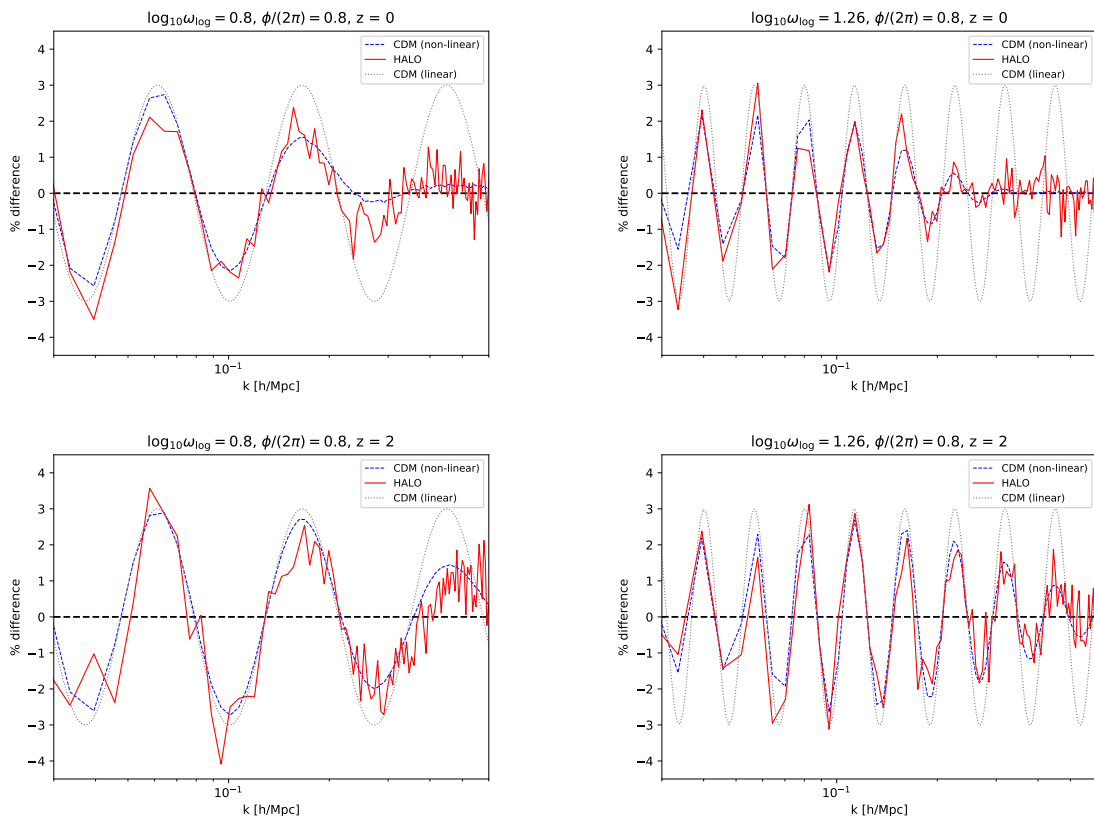 log₁₀ω_log = 0.8, ϕ/(2π) = 0.8, z = 0
4
3
2
1
0
−1
−2
−3
−4
% difference
CDM (non-linear)
HALO
CDM (linear)
10⁻¹
k [h/Mpc]
log₁₀ω_log = 1.26, ϕ/(2π) = 0.8, z = 0
4
3
2
1
0
−1
−2
−3
−4
% difference
CDM (non-linear)
HALO
CDM (linear)
10⁻¹
k [h/Mpc]
log₁₀ω_log = 0.8, ϕ/(2π) = 0.8, z = 2
4
3
2
1
0
−1
−2
−3
−4
% difference
CDM (non-linear)
HALO
CDM (linear)
10⁻¹
k [h/Mpc]
log₁₀ω_log = 1.26, ϕ/(2π) = 0.8, z = 2
4
3
2
1
0
−1
−2
−3
−4
% difference
CDM (non-linear)
HALO
CDM (linear)
10⁻¹
k [h/Mpc]